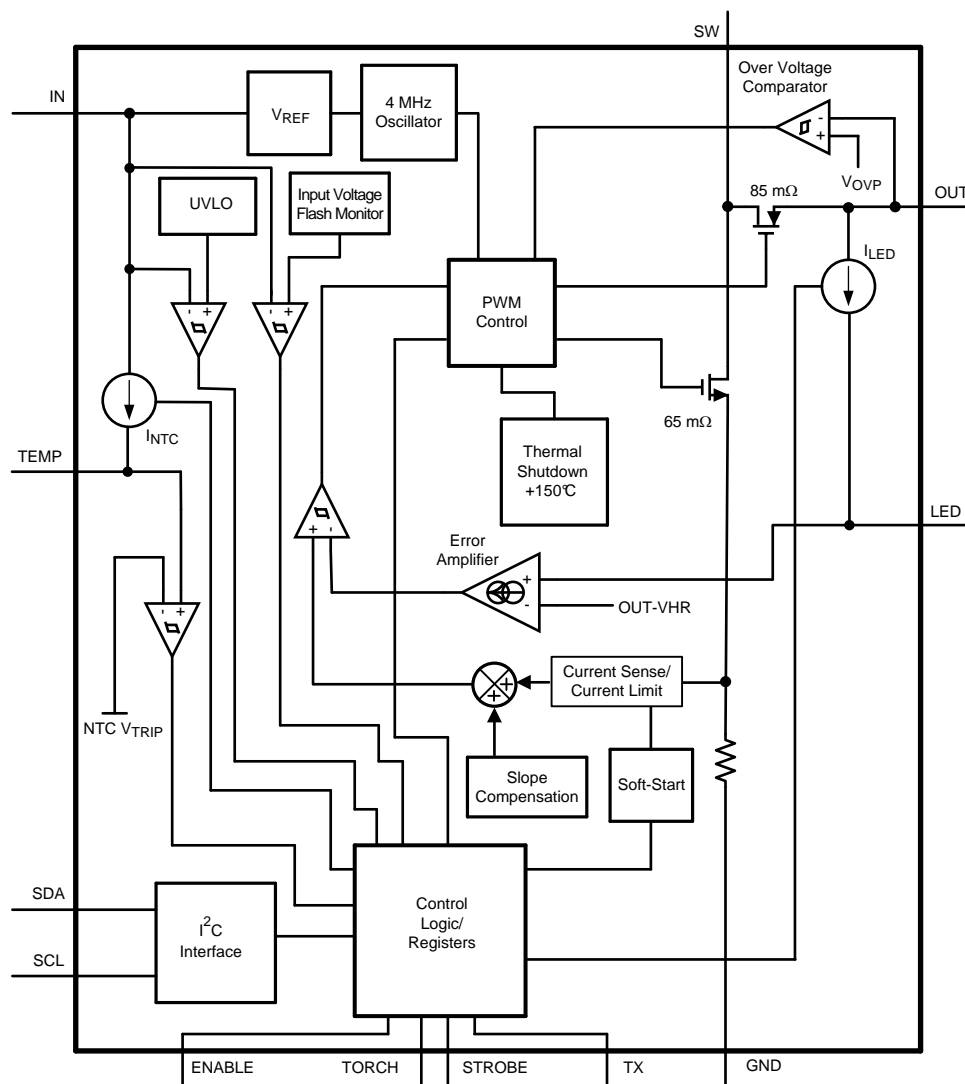 SW
IN
VREF
4 MHz
Oscillator
Over Voltage
Comparator
-
+
VOVP
UVLO
Input Voltage
Flash Monitor
85 mΩ
OUT
ILED
- +
- +
PWM
Control
65 mΩ
INTC
TEMP
Thermal
Shutdown
+150°C
LED
+ -
Error
Amplifier
+
-
OUT-VHR
- +
NTC VTRIP
+
+
Current Sense/
Current Limit
Slope
Compensation
Soft-Start
SDA
SCL
I2C
Interface
Control
Logic/
Registers
ENABLE
TORCH
STROBE
TX
GND